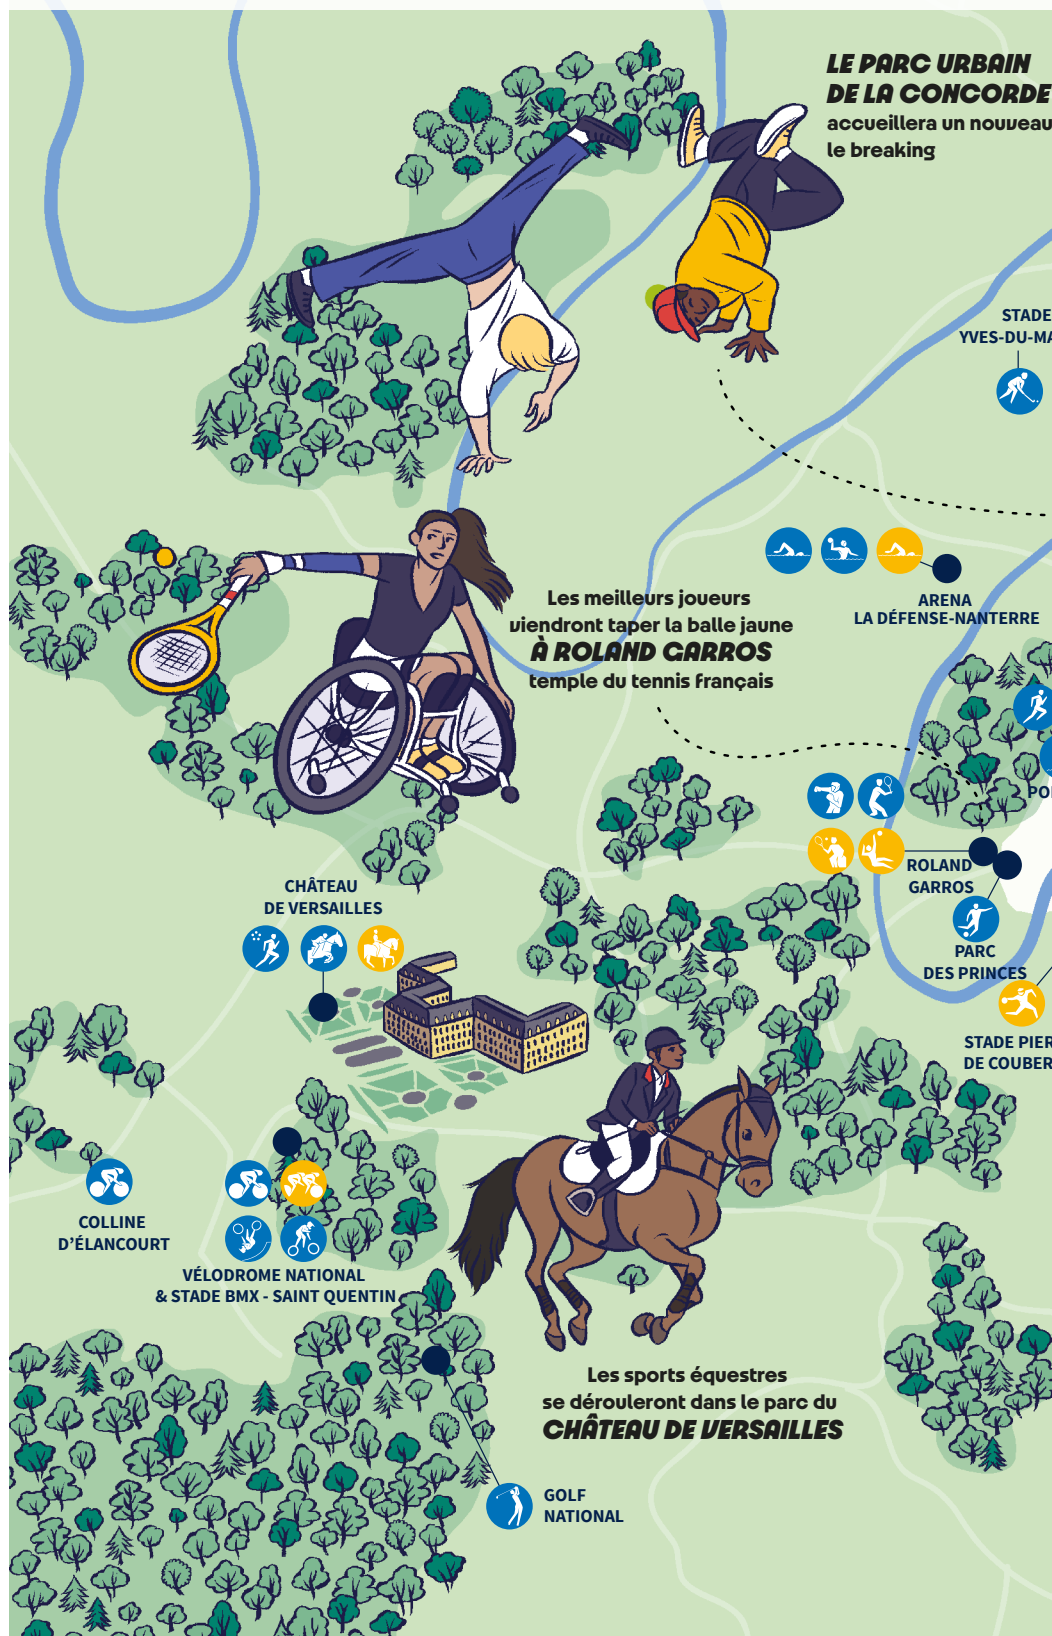 LE PARC URBAIN
DE LA CONCORDE
accueillera un nouveau
le breaking
STADE
YVES-DU-MA
ARENA
LA DÉFENSE-NANTERRE
Les meilleurs joueurs
viendront taper la balle jaune
À ROLAND GARROS
temple du tennis français
ROLAND
GARROS
PARC
DES PRINCES
STADE PIER
DE COUBER
CHÂTEAU
DE VERSAILLES
COLLINE
D'ÉLANCOURT
VÉLODROME NATIONAL
& STADE BMX - SAINT QUENTIN
Les sports équestres
se dérouleront dans le parc du
CHÂTEAU DE VERSAILLES
GOLF
NATIONAL